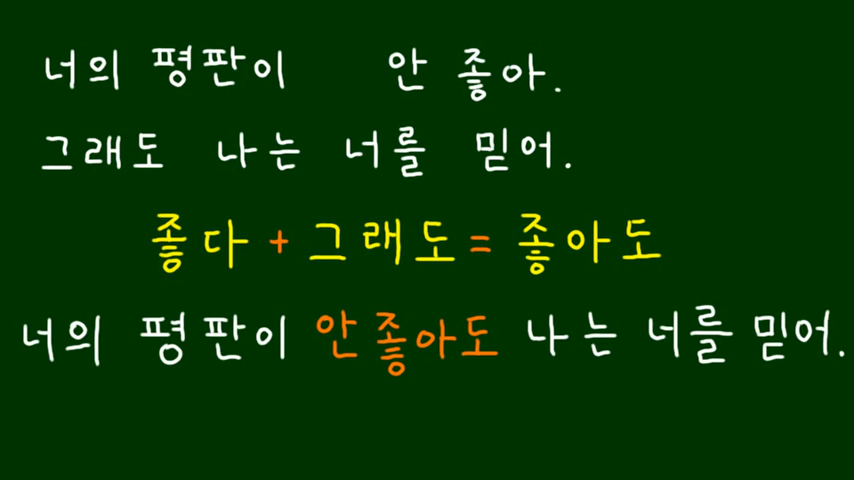 너의 평판이 안 좋아.
그래도 나는 너를 믿어.
좋다 + 그래도 = 좋아도
너의 평판이 안좋아도 나는 너를 믿어.